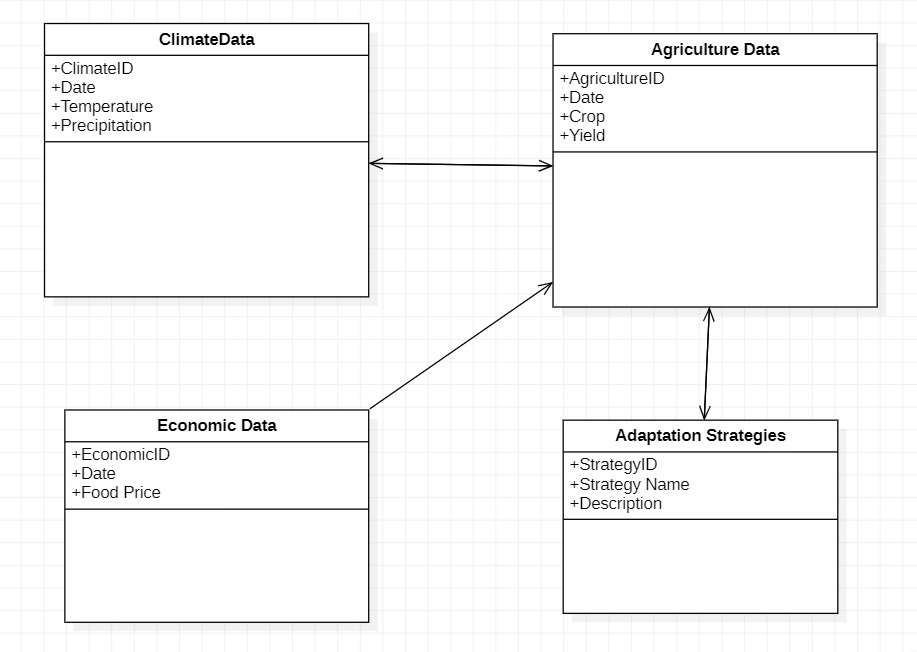 ClimateData
+ClimateID
+Date
+Temperature
+Precipitation
Agriculture Data
+AgricultureID
+Date
+Crop
+Yield
Economic Data
+EconomicID
+Date
+Food Price
Adaptation Strategies
+StrategyID
+Strategy Name
+Description